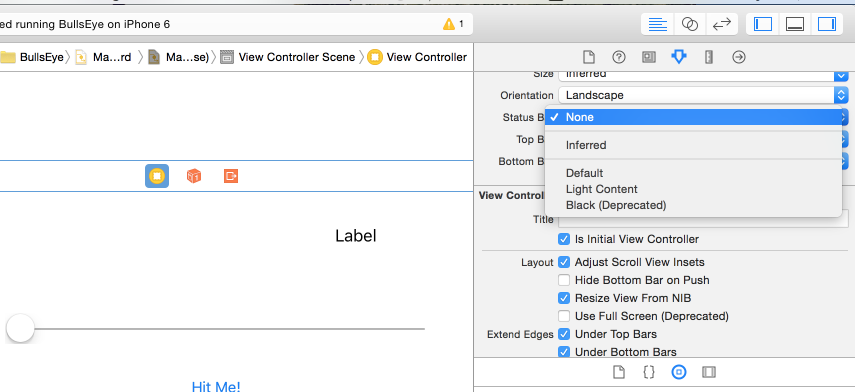 ed running BullsEye on iPhone 6
1
BullsEye
Ma...rd
Ma...se)
View Controller Scene
View Controller
Size Inferred
Orientation Landscape
Status B
None
Top B
Inferred
Bottom B
Default
Light Content
View Control
Black (Deprecated)
Title
Is Initial View Controller
Layout Adjust Scroll View Insets
Hide Bottom Bar on Push
Resize View From NIB
Use Full Screen (Deprecated)
Extend Edges Under Top Bars
Under Bottom Bars
Label
Hit Me!